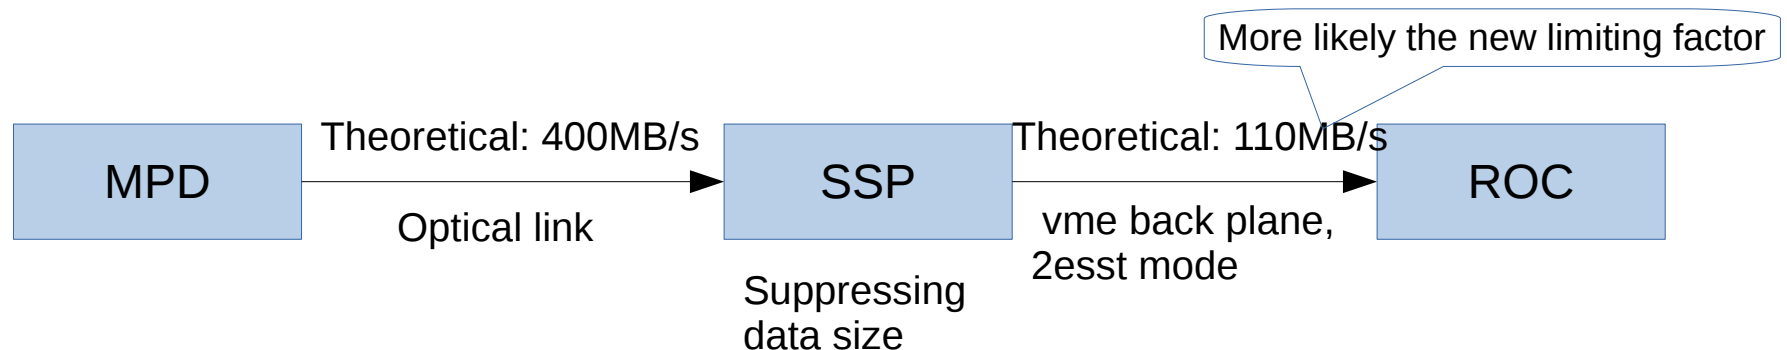 More likely the new limiting factor
Theoretical: 400MB/s
Theoretical: 110MB/s
MPD
SSP
ROC
Optical link
vme back plane,
2esst mode
Suppressing
data size